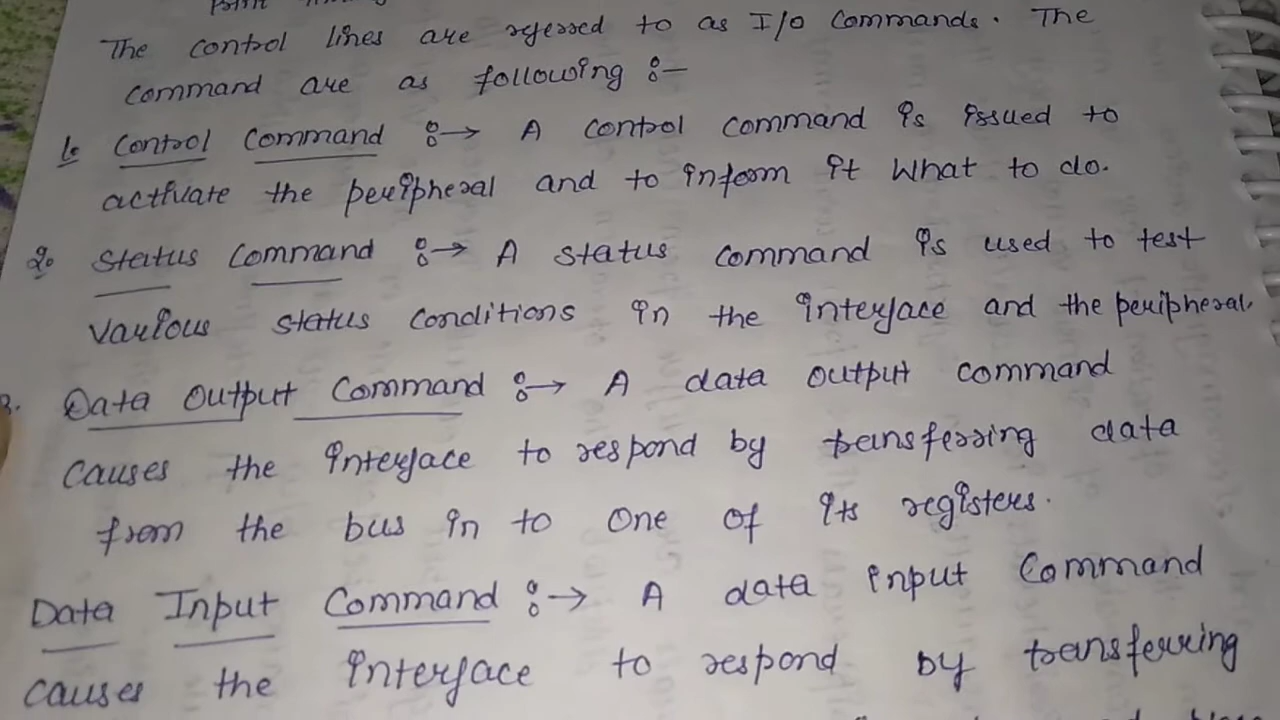 The control lines are referred to as I/O commands. The
command are as following :-
1. Control Command :→ A control command is issued to
activate the peripheral and to inform it what to do.
2. Status Command :→ A status command is used to test
various status conditions in the interface and the peripheral.
3. Data Output Command :→ A data output command
causes the interface to respond by transferring data
from the bus in to one of its registers.
Data Input Command :→ A data input command
causes the interface to respond by transferring